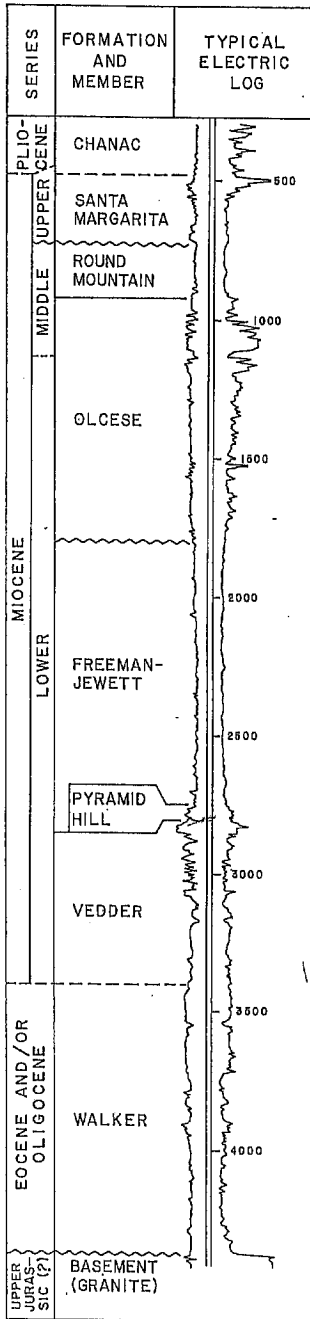 SERIES
FORMATION
AND
MEMBER
TYPICAL
ELECTRIC
LOG
PLIO-
CENE
CHANAC
500
UPPER
SANTA
MARGARITA
MIDDLE
ROUND
MOUNTAIN
1000
MIOCENE
LOWER
OLCESE
1500
2000
FREEMAN-
JEWETT
2500
PYRAMID
HILL
3000
VEDDER
3500
EOCENE AND/OR
OLIGOCENE
WALKER
4000
UPPER
JURAS-
SIC (?)
BASEMENT
(GRANITE)